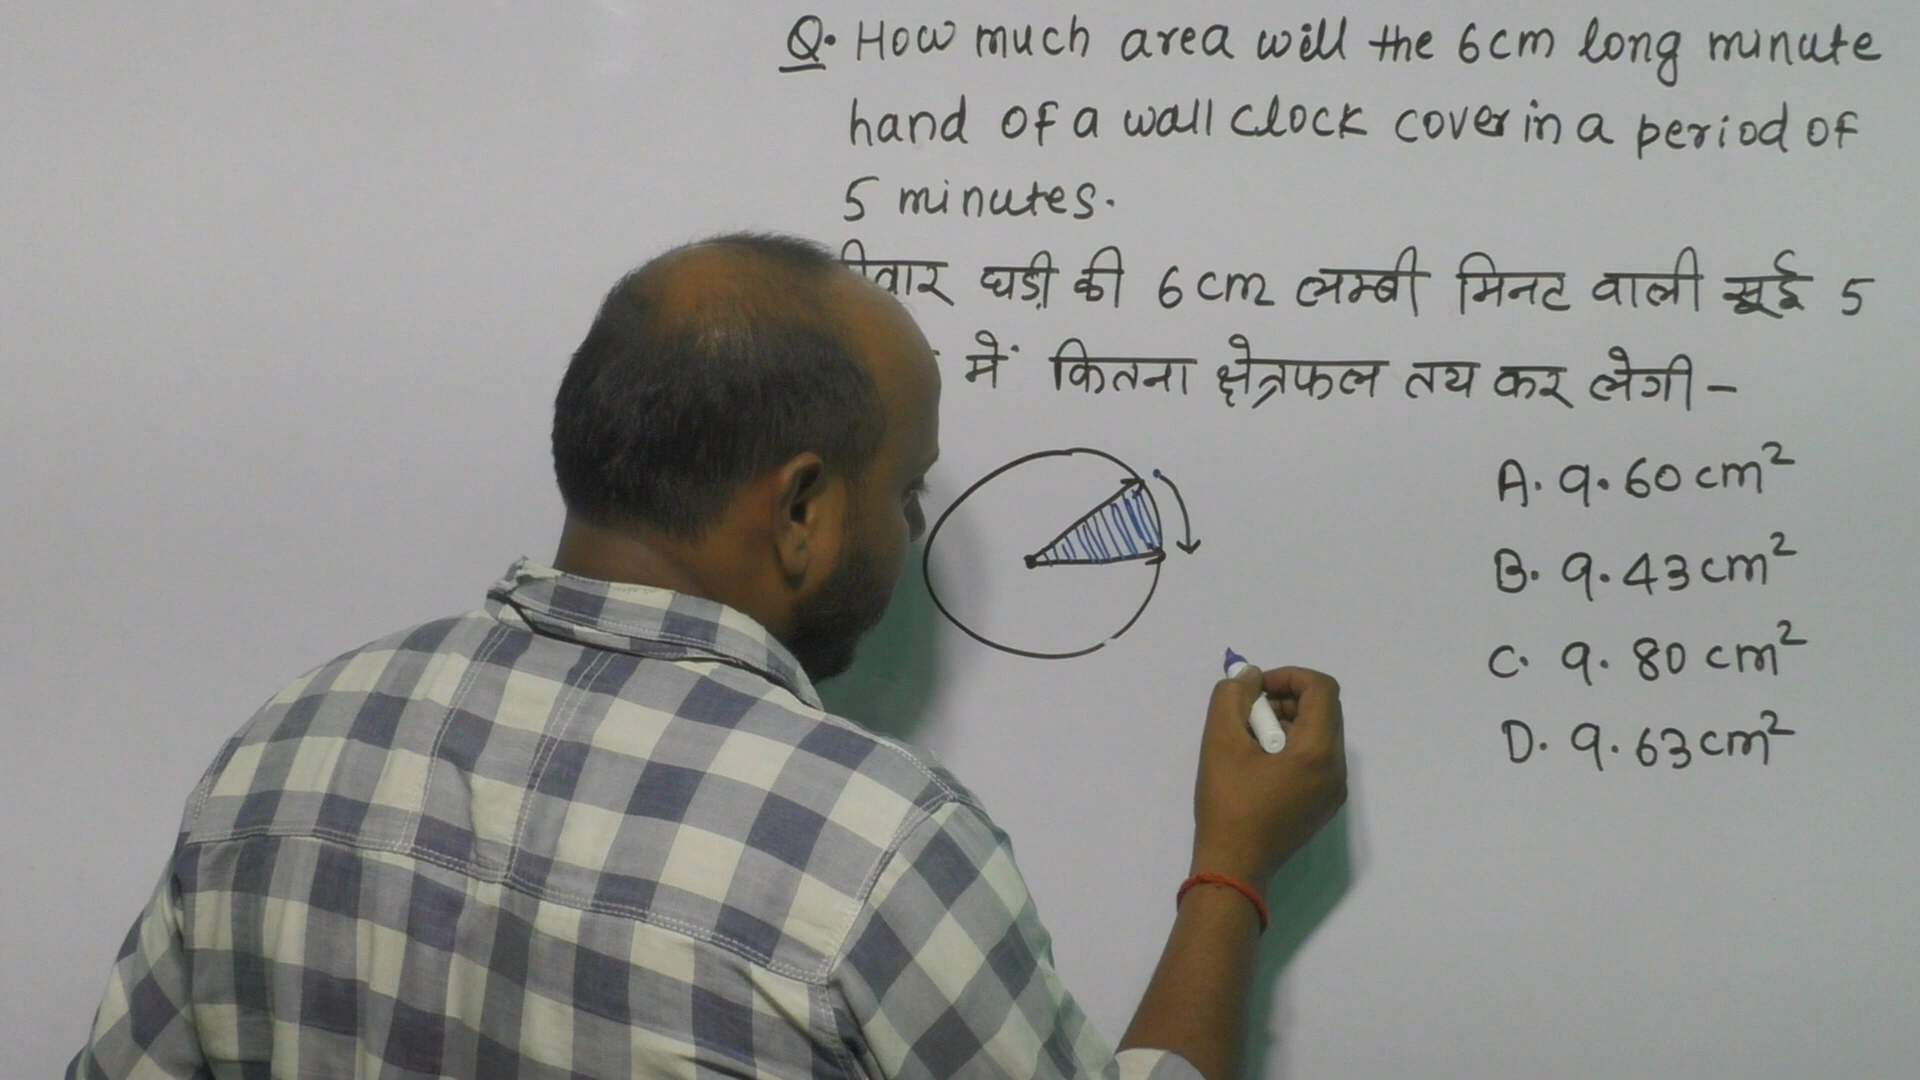 Q. How much area will the 6cm long minute
hand of a wall clock cover in a period of
5 minutes.
घड़ी की 6 cm लम्बी मिनट वाली सूई 5
में कितना क्षेत्रफल तय कर लेगी -
A. 9.60 cm²
B. 9.43 cm²
C. 9.80 cm²
D. 9.63 cm²